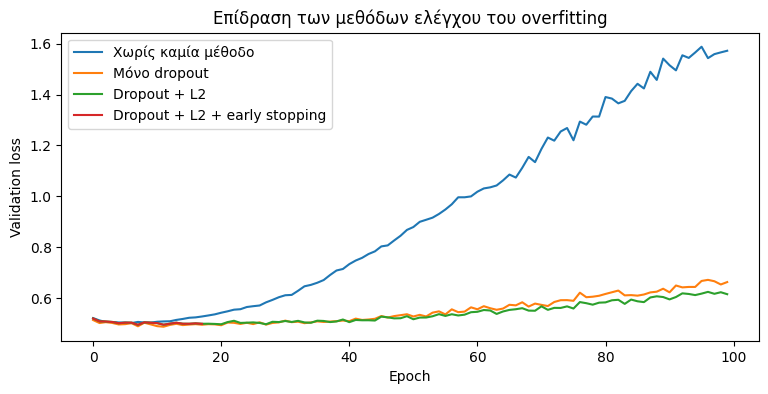 Επίδραση των μεθόδων ελέγχου του overfitting
Validation loss
1.6
1.4
1.2
1.0
0.8
0.6
Χωρίς καμία μέθοδο
Μόνο dropout
Dropout + L2
Dropout + L2 + early stopping
0
20
40
60
80
100
Epoch